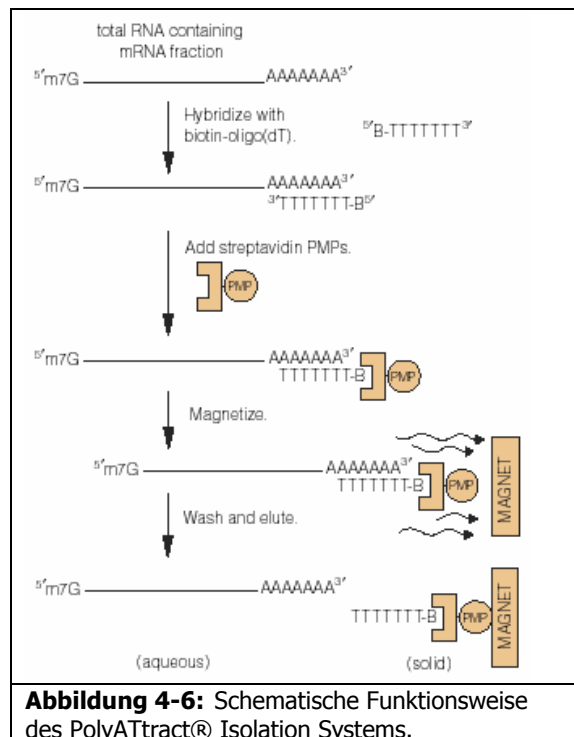 total RNA containing
mRNA fraction
5′m7G AAAAAAA3′
Hybridize with
biotin-oligo(dT).
5′B-TTTTTTT3′
5′m7G AAAAAAA3′
3′TTTTTTT-B5′
Add streptavidin PMPs.
PMP
5′m7G AAAAAAA3′
TTTTTTT-B PMP
Magnetize.
5′m7G AAAAAAA3′
TTTTTTT-B PMP
MAGNET
Wash and elute.
5′m7G AAAAAAA3′
TTTTTTT-B PMP
MAGNET
(aqueous) (solid)
Abbildung 4-6: Schematische Funktionsweise
des PolyATtract® Isolation Systems.